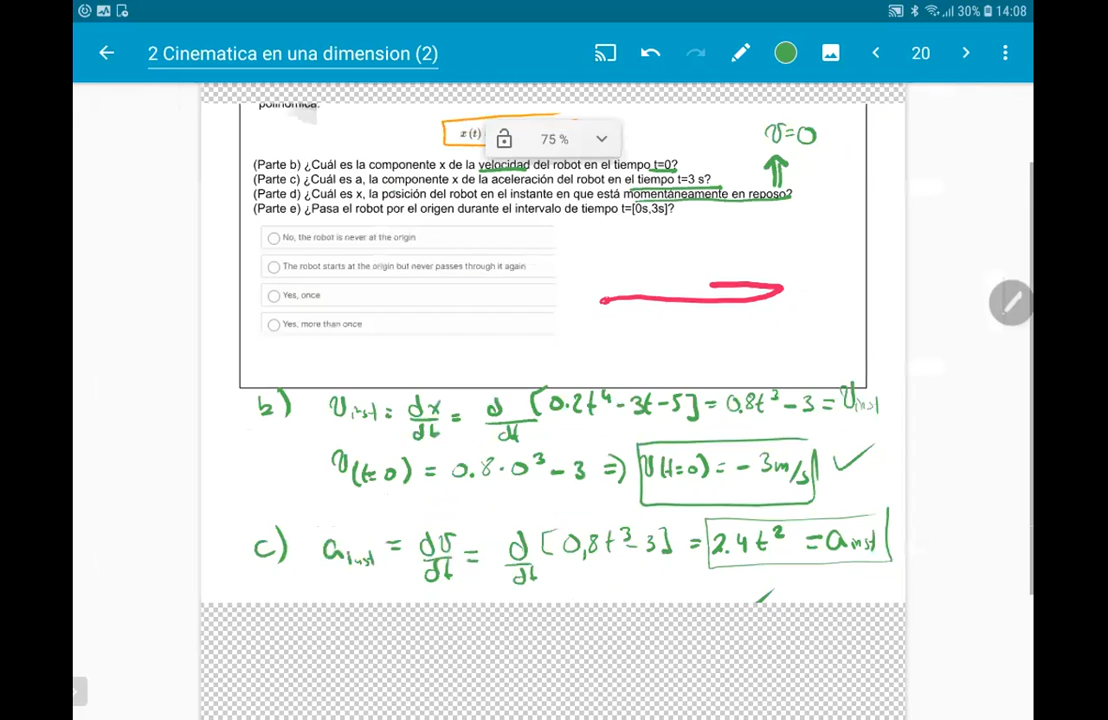 30% 14:08
2 Cinematica en una dimension (2)
20
polinómica.
x(t)
75 %
v=0
(Parte b) ¿Cuál es la componente x de la velocidad del robot en el tiempo t=0?
(Parte c) ¿Cuál es a, la componente x de la aceleración del robot en el tiempo t=3 s?
(Parte d) ¿Cuál es x, la posición del robot en el instante en que está momentáneamente en reposo?
(Parte e) ¿Pasa el robot por el origen durante el intervalo de tiempo t=[0s,3s]?
No, the robot is never at the origin
The robot starts at the origin but never passes through it again
Yes, once
Yes, more than once
b) v inst = dx/dt = d/dt [0.2t⁴-3t-5] = 0.8t³-3 = v inst
v(t=0) = 0.8·0³-3 => v(t=0) = -3m/s
c) a inst = dv/dt = d/dt [0,8t³-3] = 2.4t² = a inst